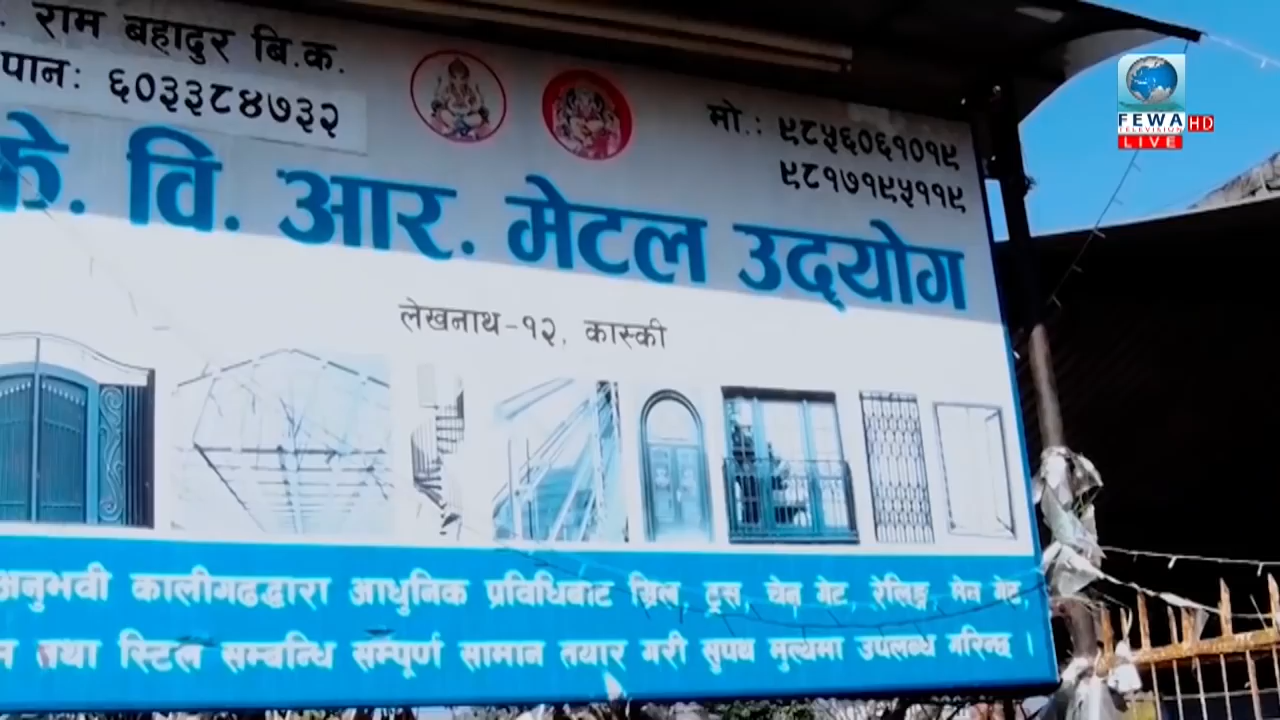 राम बहादुर बि.क.
पान: ६०३३८४७३२
मो.: ९८५६०६१०१९
९८१७१९५११९
के. वि. आर. मेटल उद्‌योग
लेखनाथ-१२, कास्की
अनुभवी कालीगढद्वारा आधुनिक प्रविधिबाट ग्रिल ट्रस, चेन गेट, रेलिङ्ग मेन गेट,
तथा स्टिल सम्बन्धि सम्पूर्ण सामान तयार गरी सुपथ मुल्यमा उपलब्ध गरिन्छ ।
FEWA HD
TELEVISION
LIVE